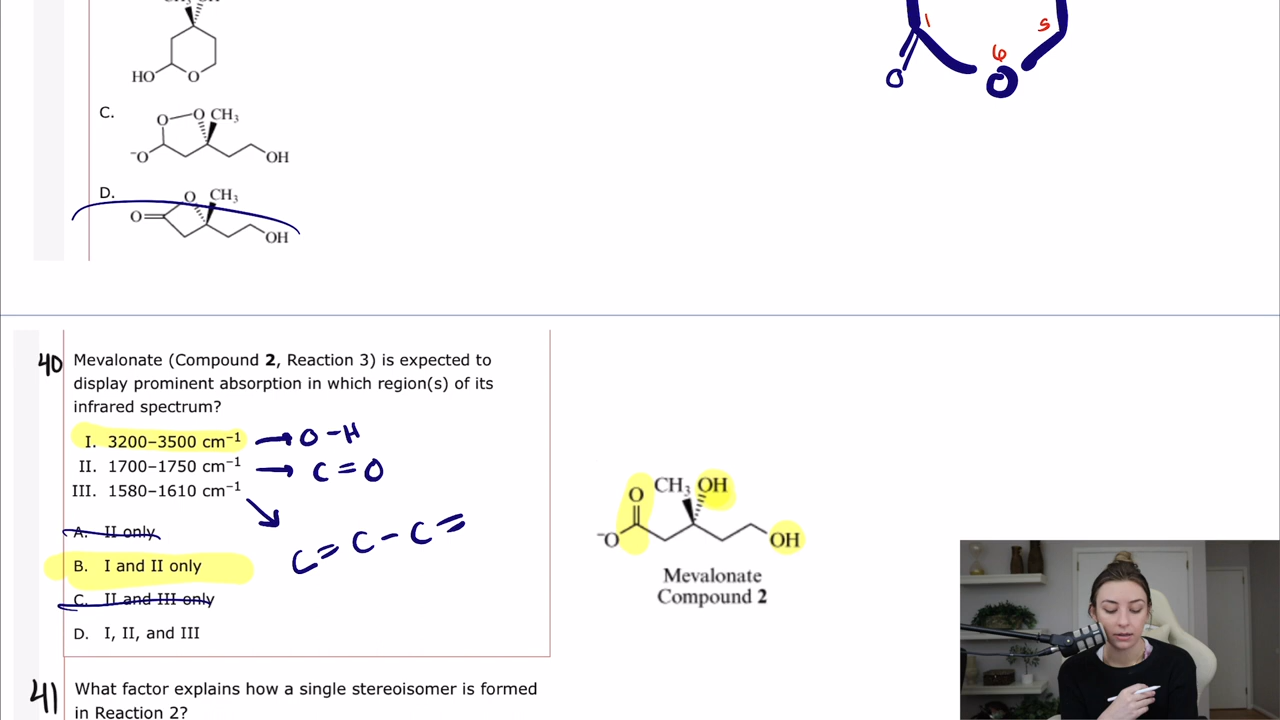 HO
O
1
6
5
O
O
C.
O—O CH₃
⁻O
OH
D.
O CH₃
O
OH
40
Mevalonate (Compound 2, Reaction 3) is expected to
display prominent absorption in which region(s) of its
infrared spectrum?
I. 3200–3500 cm⁻¹ → O-H
II. 1700–1750 cm⁻¹ → C=O
III. 1580–1610 cm⁻¹
C=C-C=
A. II only
B. I and II only
C. II and III only
D. I, II, and III
O CH₃ OH
⁻O
OH
Mevalonate
Compound 2
41
What factor explains how a single stereoisomer is formed
in Reaction 2?